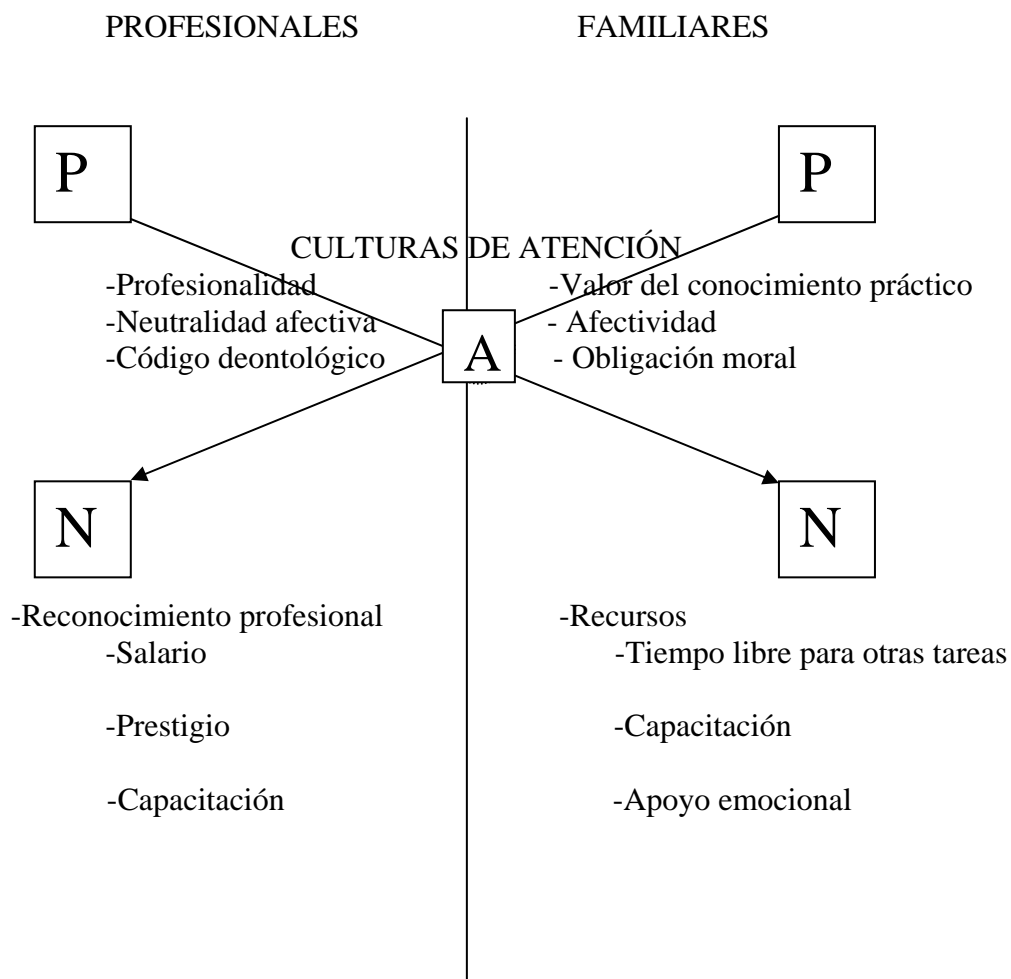 PROFESIONALES FAMILIARES
P P
CULTURAS DE ATENCIÓN
-Profesionalidad -Valor del conocimiento práctico
-Neutralidad afectiva - Afectividad
-Código deontológico - Obligación moral
A
N N
-Reconocimiento profesional -Recursos
-Salario -Tiempo libre para otras tareas
-Prestigio -Capacitación
-Capacitación -Apoyo emocional